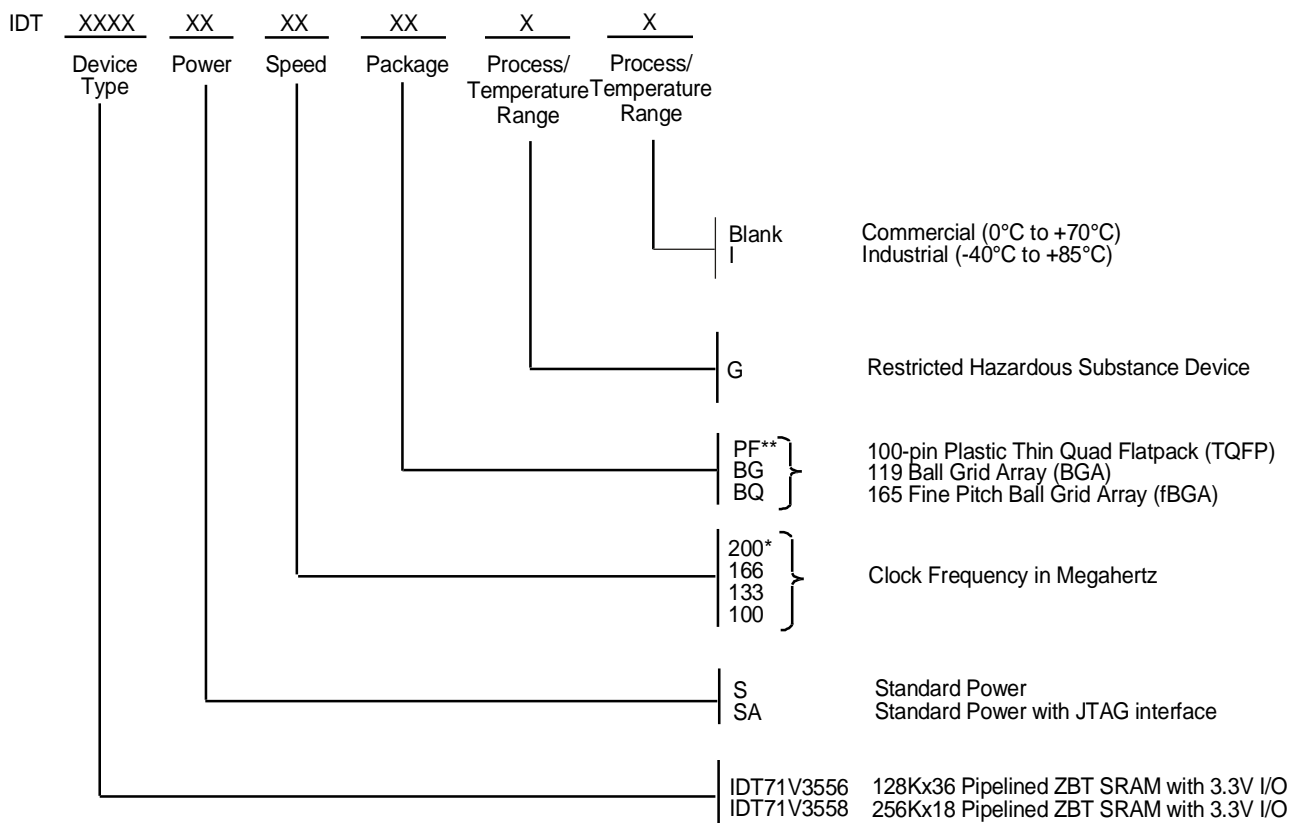 IDT XXXX XX XX XX X X
Device Type Power Speed Package Process/ Temperature Range Process/ Temperature Range
Blank Commercial (0°C to +70°C)
I Industrial (-40°C to +85°C)
G Restricted Hazardous Substance Device
PF** 100-pin Plastic Thin Quad Flatpack (TQFP)
BG 119 Ball Grid Array (BGA)
BQ 165 Fine Pitch Ball Grid Array (fBGA)
200*
166
133
100
Clock Frequency in Megahertz
S Standard Power
SA Standard Power with JTAG interface
IDT71V3556 128Kx36 Pipelined ZBT SRAM with 3.3V I/O
IDT71V3558 256Kx18 Pipelined ZBT SRAM with 3.3V I/O